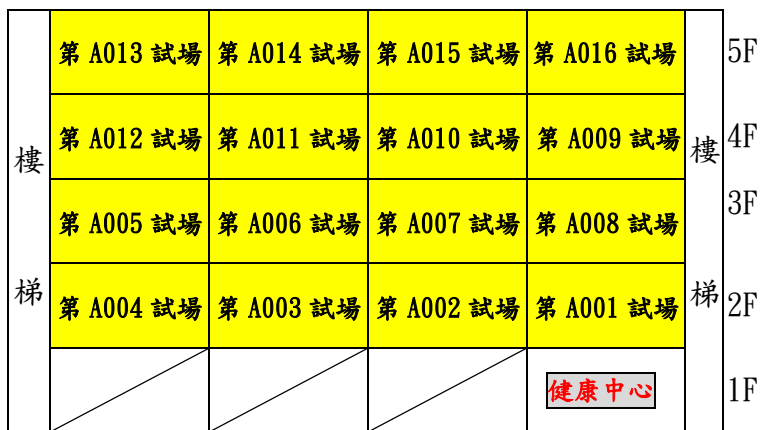 第 A013 試場 第 A014 試場 第 A015 試場 第 A016 試場 5F
第 A012 試場 第 A011 試場 第 A010 試場 第 A009 試場 4F
樓 樓
第 A005 試場 第 A006 試場 第 A007 試場 第 A008 試場 3F
梯 第 A004 試場 第 A003 試場 第 A002 試場 第 A001 試場 梯 2F
健康中心 1F